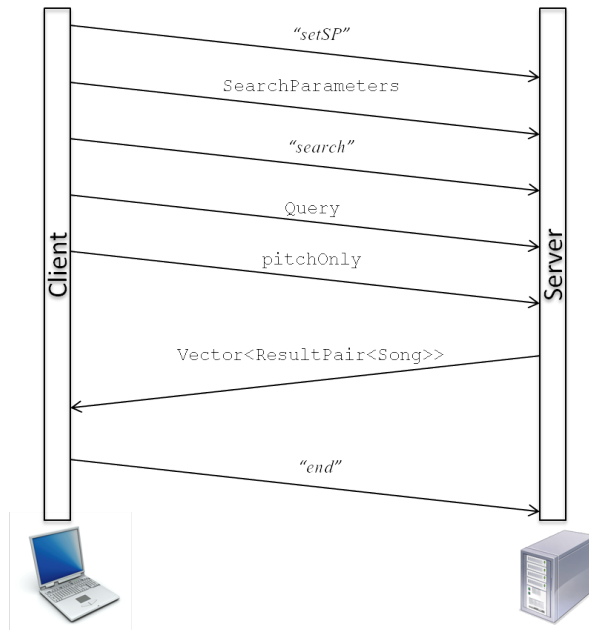 “setSP”
SearchParameters
“search”
Query
pitchOnly
Client
Server
Vector<ResultPair<Song>>
“end”